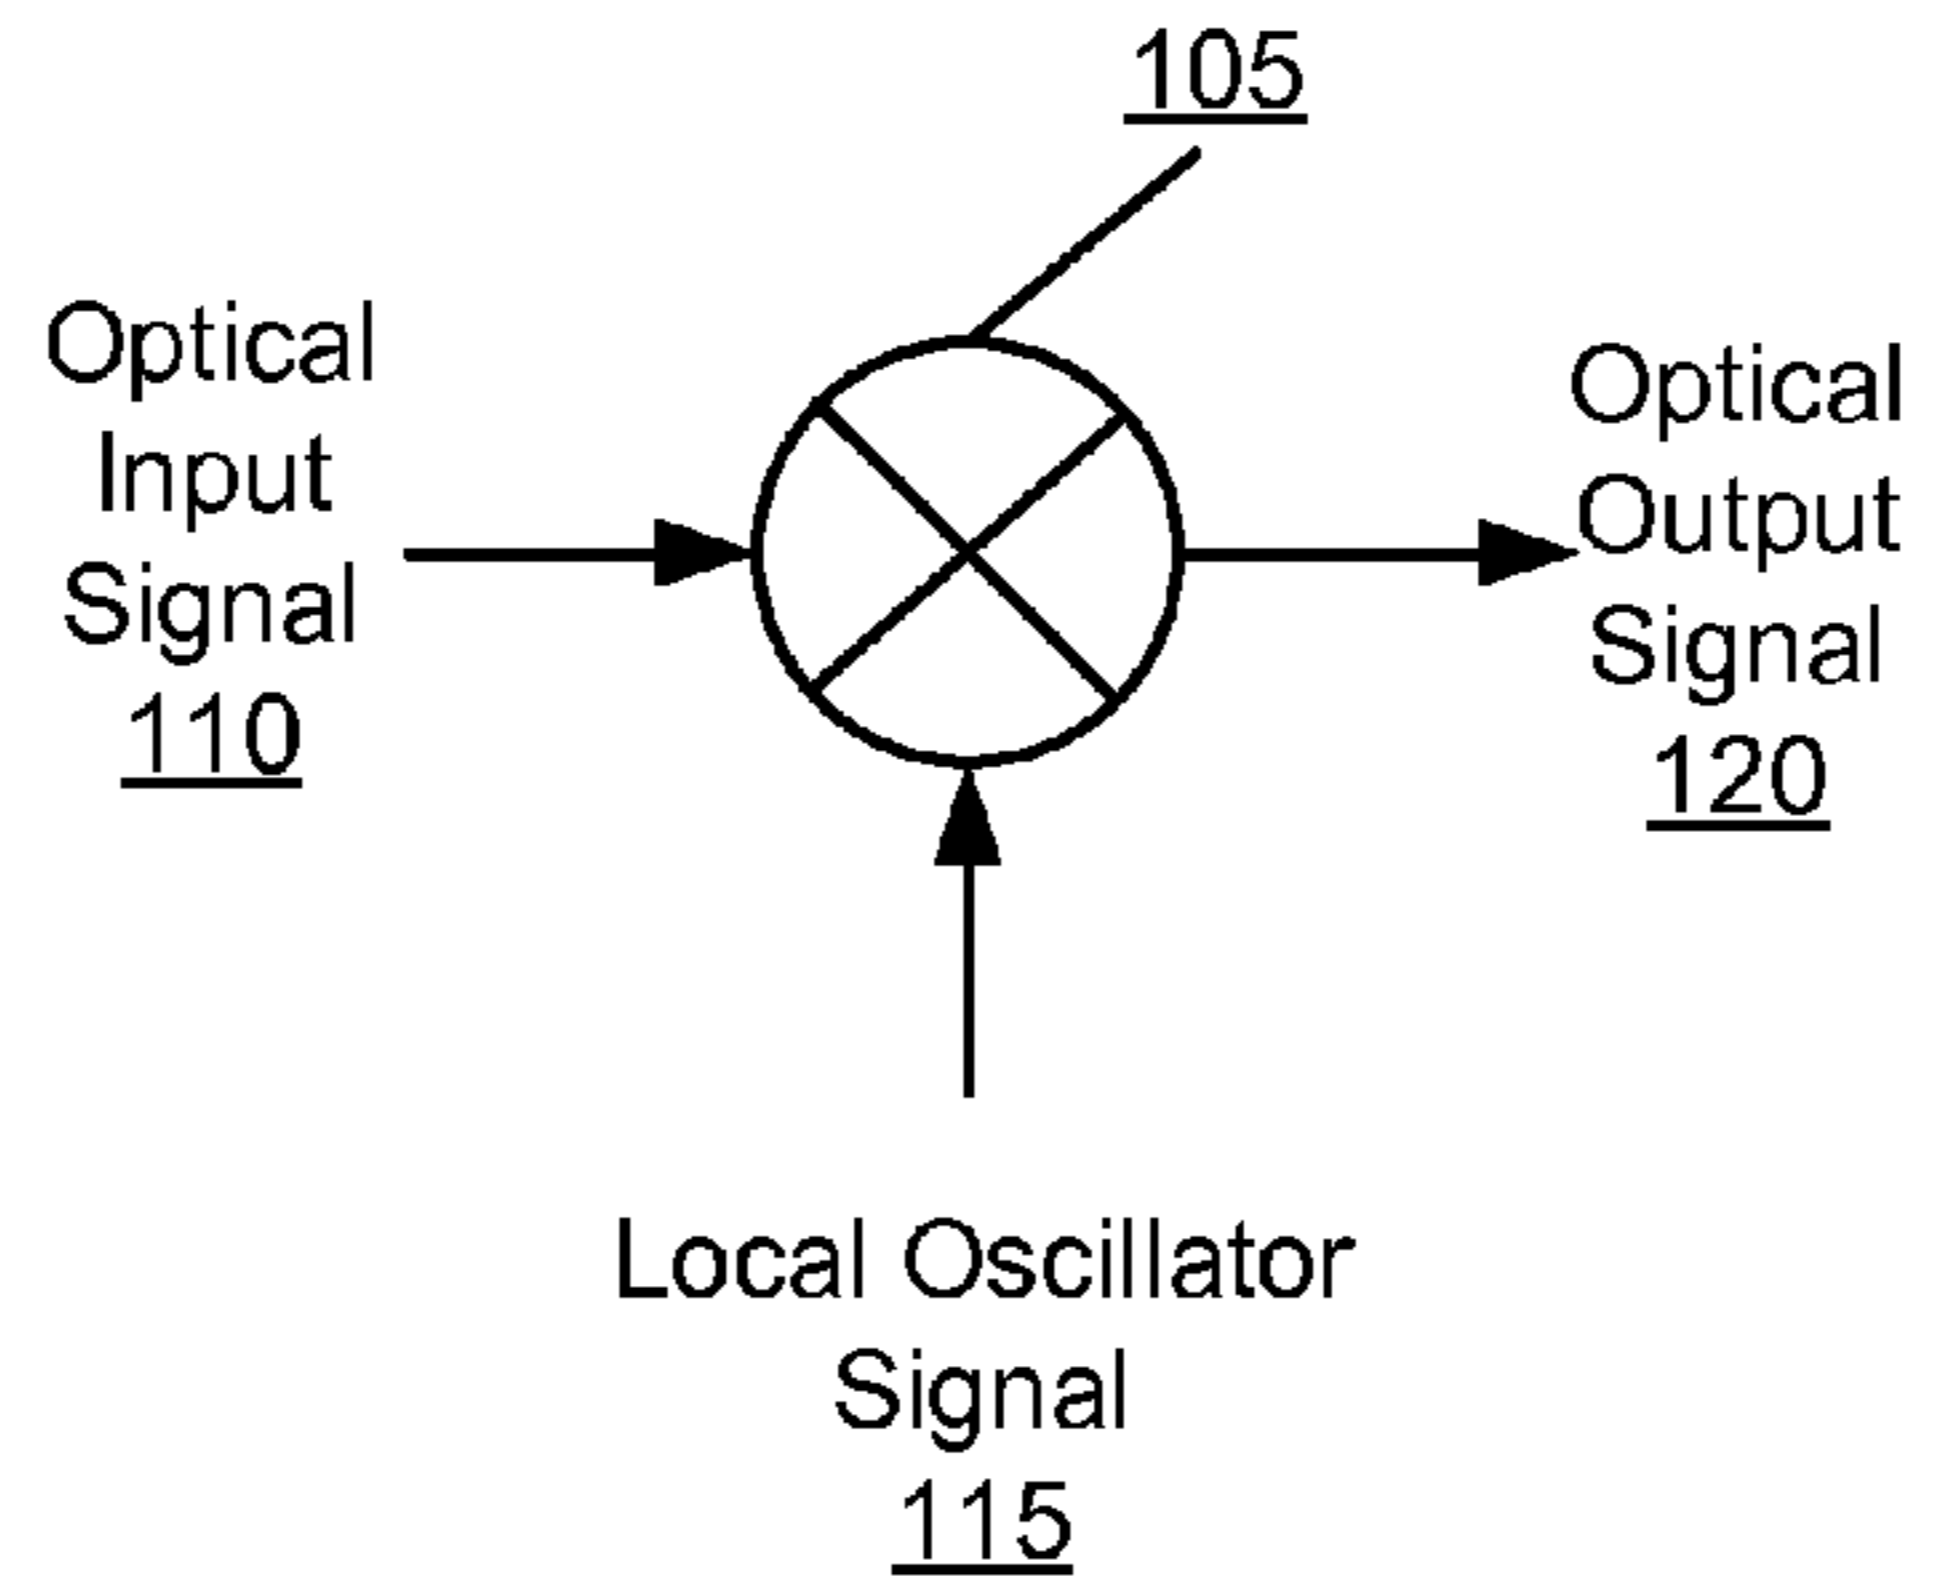 105
Optical
Input
Signal
110
Optical
Output
Signal
120
Local Oscillator
Signal
115